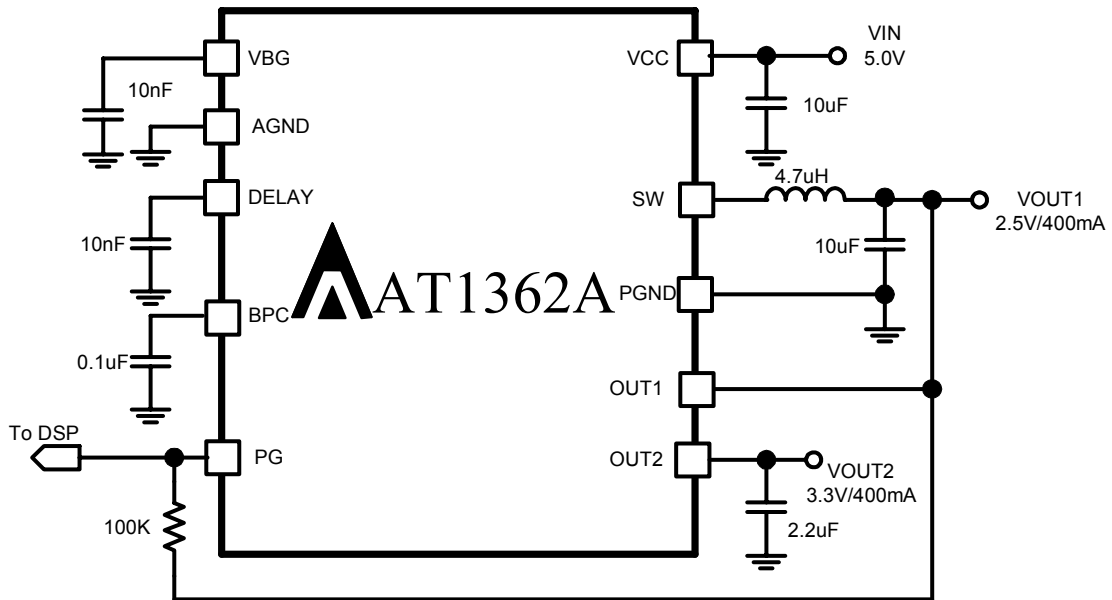 VBG
10nF
AGND
DELAY
10nF
BPC
0.1uF
To DSP
PG
100K
AT1362A
VCC
VIN
5.0V
10uF
SW
4.7uH
VOUT1
2.5V/400mA
10uF
PGND
OUT1
OUT2
VOUT2
3.3V/400mA
2.2uF